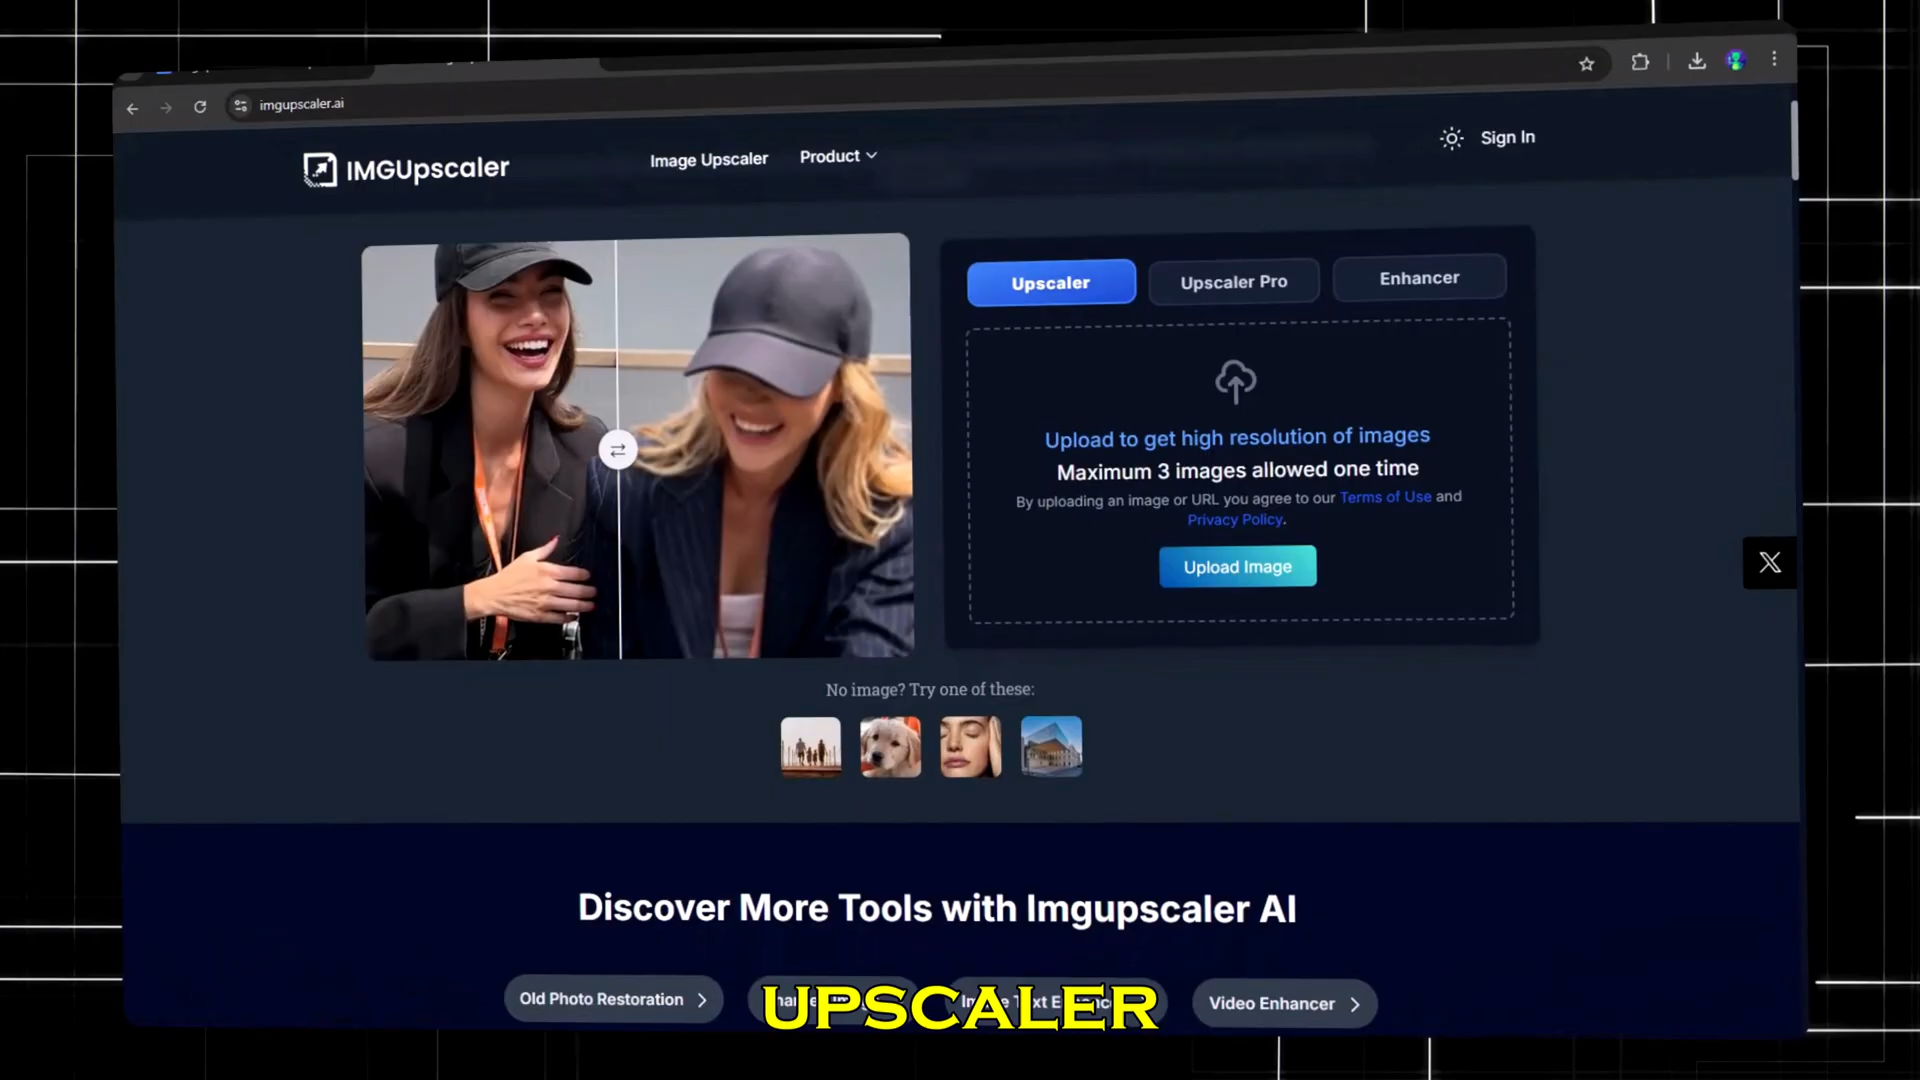 imgupscaler.ai
IMGUpscaler
Image Upscaler
Product
Sign In
Upscaler
Upscaler Pro
Enhancer
Upload to get high resolution of images
Maximum 3 images allowed one time
By uploading an image or URL you agree to our Terms of Use and
Privacy Policy.
Upload Image
No image? Try one of these:
Discover More Tools with Imgupscaler AI
Old Photo Restoration
Video Enhancer
UPSCALER